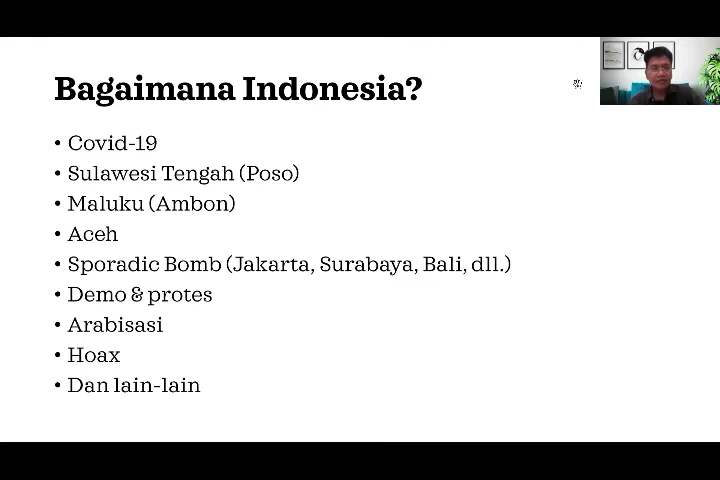 Bagaimana Indonesia?
• Covid-19
• Sulawesi Tengah (Poso)
• Maluku (Ambon)
• Aceh
• Sporadic Bomb (Jakarta, Surabaya, Bali, dll.)
• Demo & protes
• Arabisasi
• Hoax
• Dan lain-lain